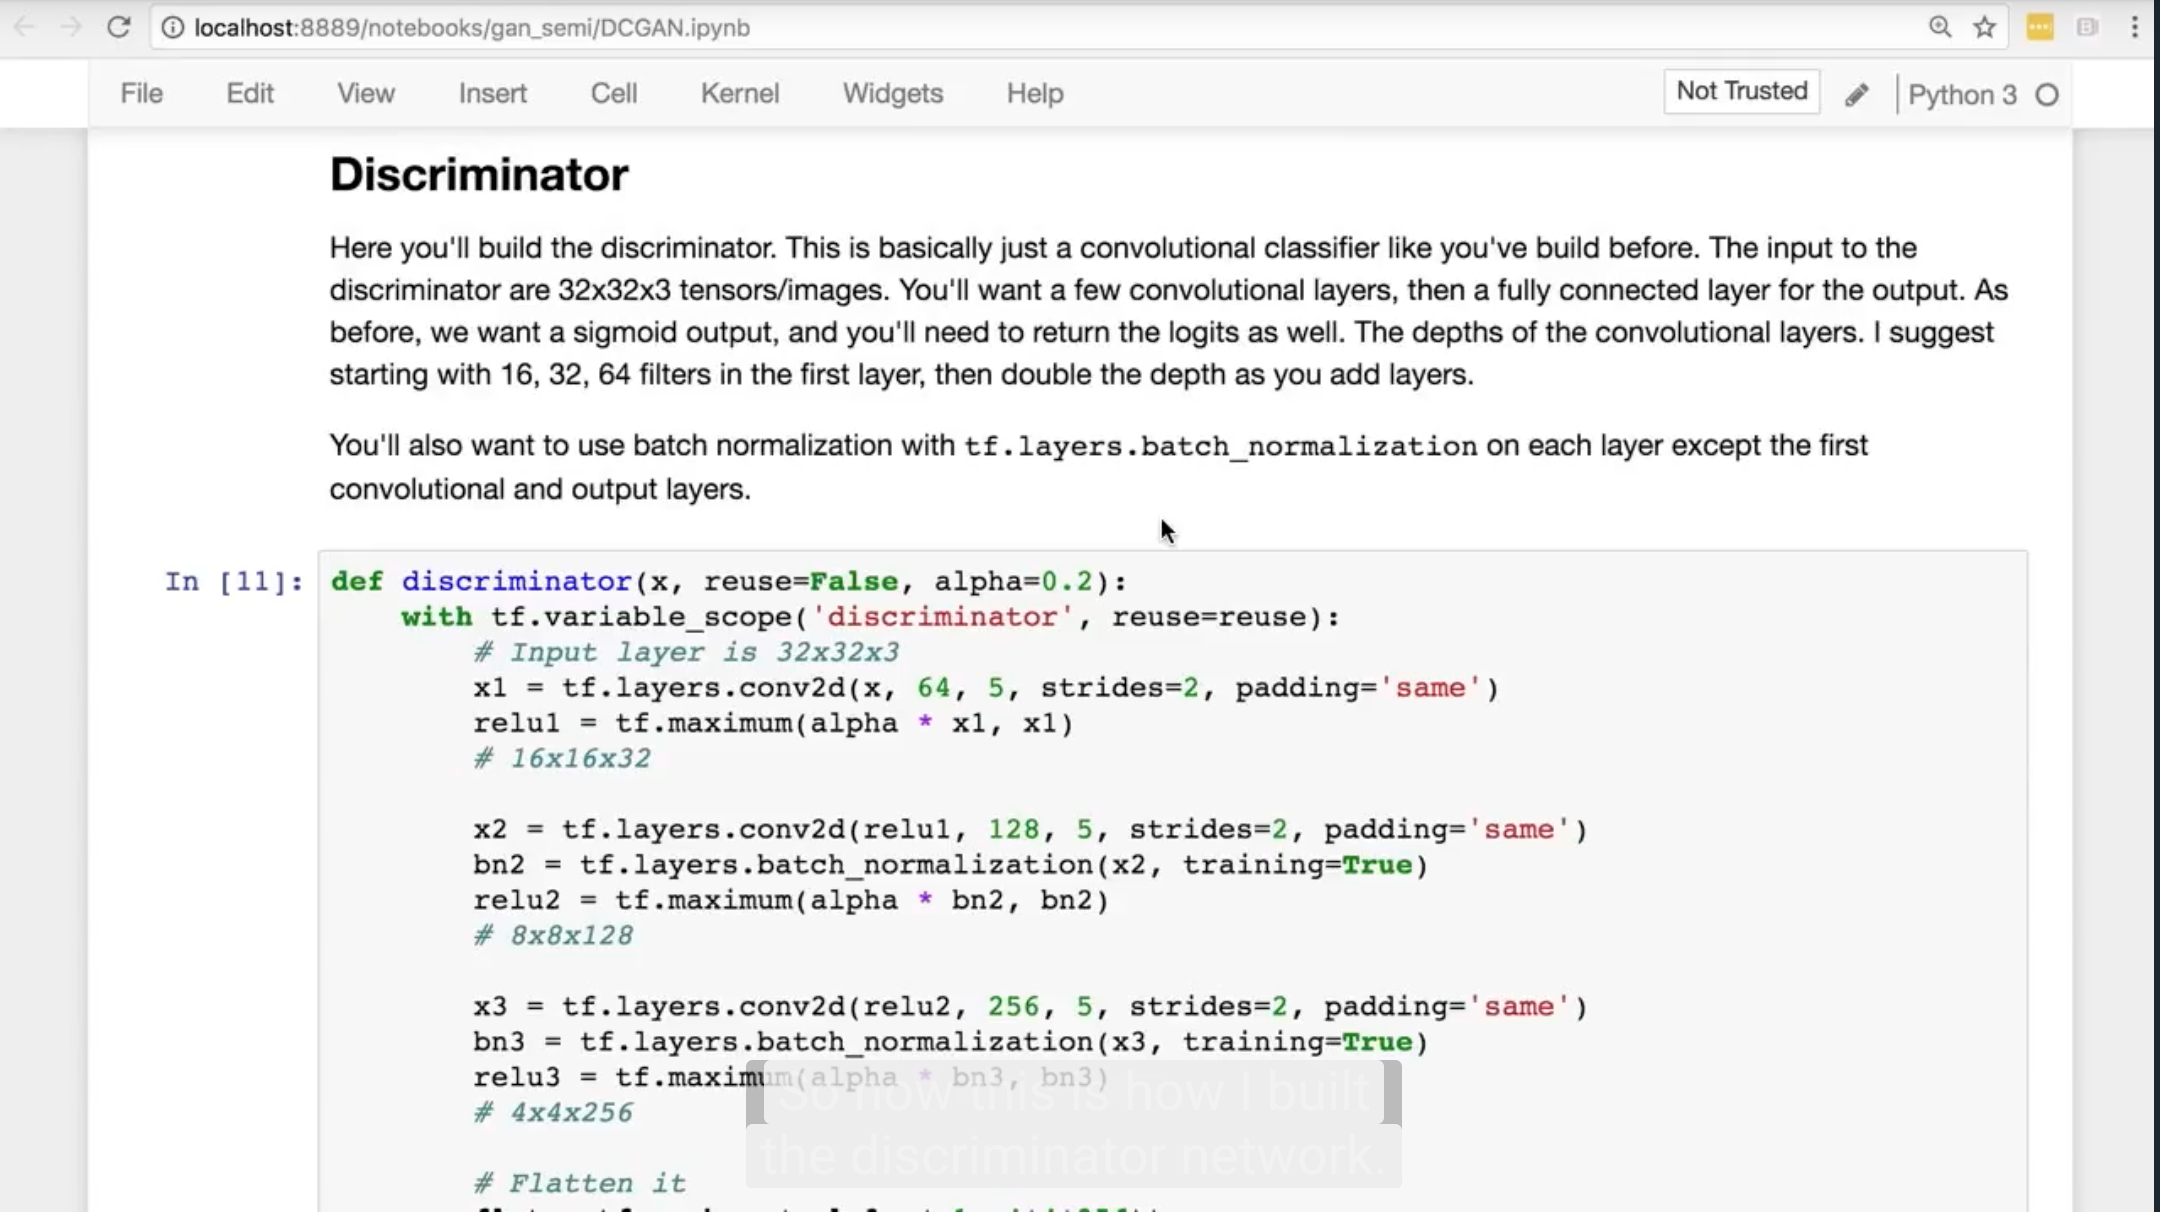 localhost:8889/notebooks/gan_semi/DCGAN.ipynb
File Edit View Insert Cell Kernel Widgets Help Not Trusted Python 3
Discriminator
Here you'll build the discriminator. This is basically just a convolutional classifier like you've build before. The input to the
discriminator are 32x32x3 tensors/images. You'll want a few convolutional layers, then a fully connected layer for the output. As
before, we want a sigmoid output, and you'll need to return the logits as well. The depths of the convolutional layers. I suggest
starting with 16, 32, 64 filters in the first layer, then double the depth as you add layers.
You'll also want to use batch normalization with tf.layers.batch_normalization on each layer except the first
convolutional and output layers.
In [11]: def discriminator(x, reuse=False, alpha=0.2):
with tf.variable_scope('discriminator', reuse=reuse):
# Input layer is 32x32x3
x1 = tf.layers.conv2d(x, 64, 5, strides=2, padding='same')
relu1 = tf.maximum(alpha * x1, x1)
# 16x16x32
x2 = tf.layers.conv2d(relu1, 128, 5, strides=2, padding='same')
bn2 = tf.layers.batch_normalization(x2, training=True)
relu2 = tf.maximum(alpha * bn2, bn2)
# 8x8x128
x3 = tf.layers.conv2d(relu2, 256, 5, strides=2, padding='same')
bn3 = tf.layers.batch_normalization(x3, training=True)
relu3 = tf.maximum(alpha * bn3, bn3)
So now this is how I built
# 4x4x256
the discriminator network.
# Flatten it